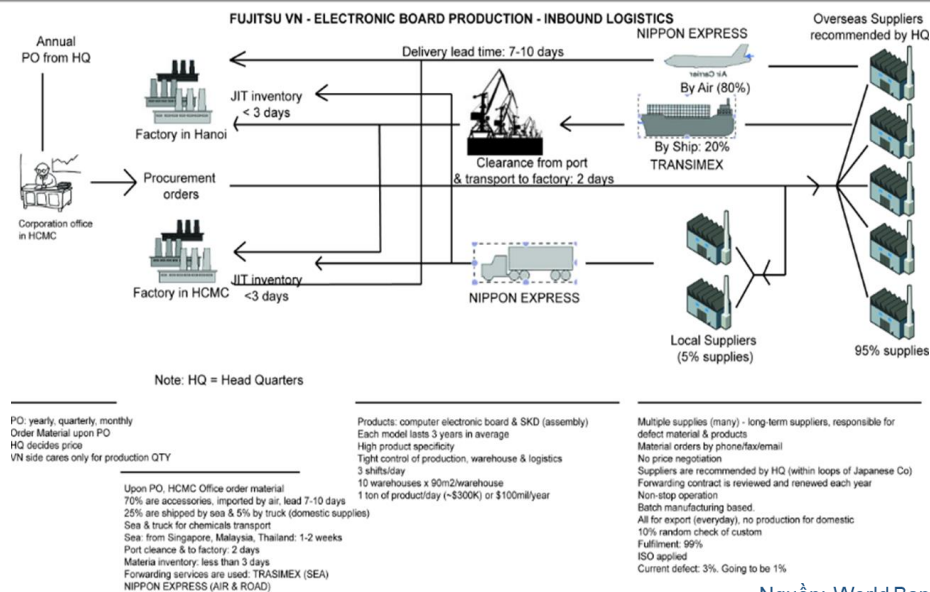 FUJITSU VN - ELECTRONIC BOARD PRODUCTION - INBOUND LOGISTICS
Annual
PO from HQ
Corporation office
in HCMC
Procurement
orders
Factory in Hanoi
JIT inventory
< 3 days
Factory in HCMC
JIT inventory
<3 days
Delivery lead time: 7-10 days
Clearance from port
& transport to factory: 2 days
NIPPON EXPRESS
Air Carrier
By Air (80%)
By Ship: 20%
TRANSIMEX
NIPPON EXPRESS
Local Suppliers
(5% supplies)
Overseas Suppliers
recommended by HQ
95% supplies
Note: HQ = Head Quarters
PO: yearly, quarterly, monthly
Order Material upon PO
HQ decides price
VN side cares only for production QTY
Upon PO, HCMC Office order material
70% are accessories, imported by air, lead 7-10 days
25% are shipped by sea & 5% by truck (domestic supplies)
Sea & truck for chemicals transport
Sea: from Singapore, Malaysia, Thailand: 1-2 weeks
Port cleance & to factory: 2 days
Materia inventory: less than 3 days
Forwarding services are used: TRASIMEX (SEA)
NIPPON EXPRESS (AIR & ROAD)
Products: computer electronic board & SKD (assembly)
Each model lasts 3 years in average
High product specificity
Tight control of production, warehouse & logistics
3 shifts/day
10 warehouses x 90m2/warehouse
1 ton of product/day (~$300K) or $100mil/year
Multiple supplies (many) - long-term suppliers, responsible for
defect material & products
Material orders by phone/fax/email
No price negotiation
Suppliers are recommended by HQ (within loops of Japanese Co)
Forwarding contract is reviewed and renewed each year
Non-stop operation
Batch manufacturing based.
All for export (everyday), no production for domestic
10% random check of custom
Fulfilment: 99%
ISO applied
Current defect: 3%. Going to be 1%